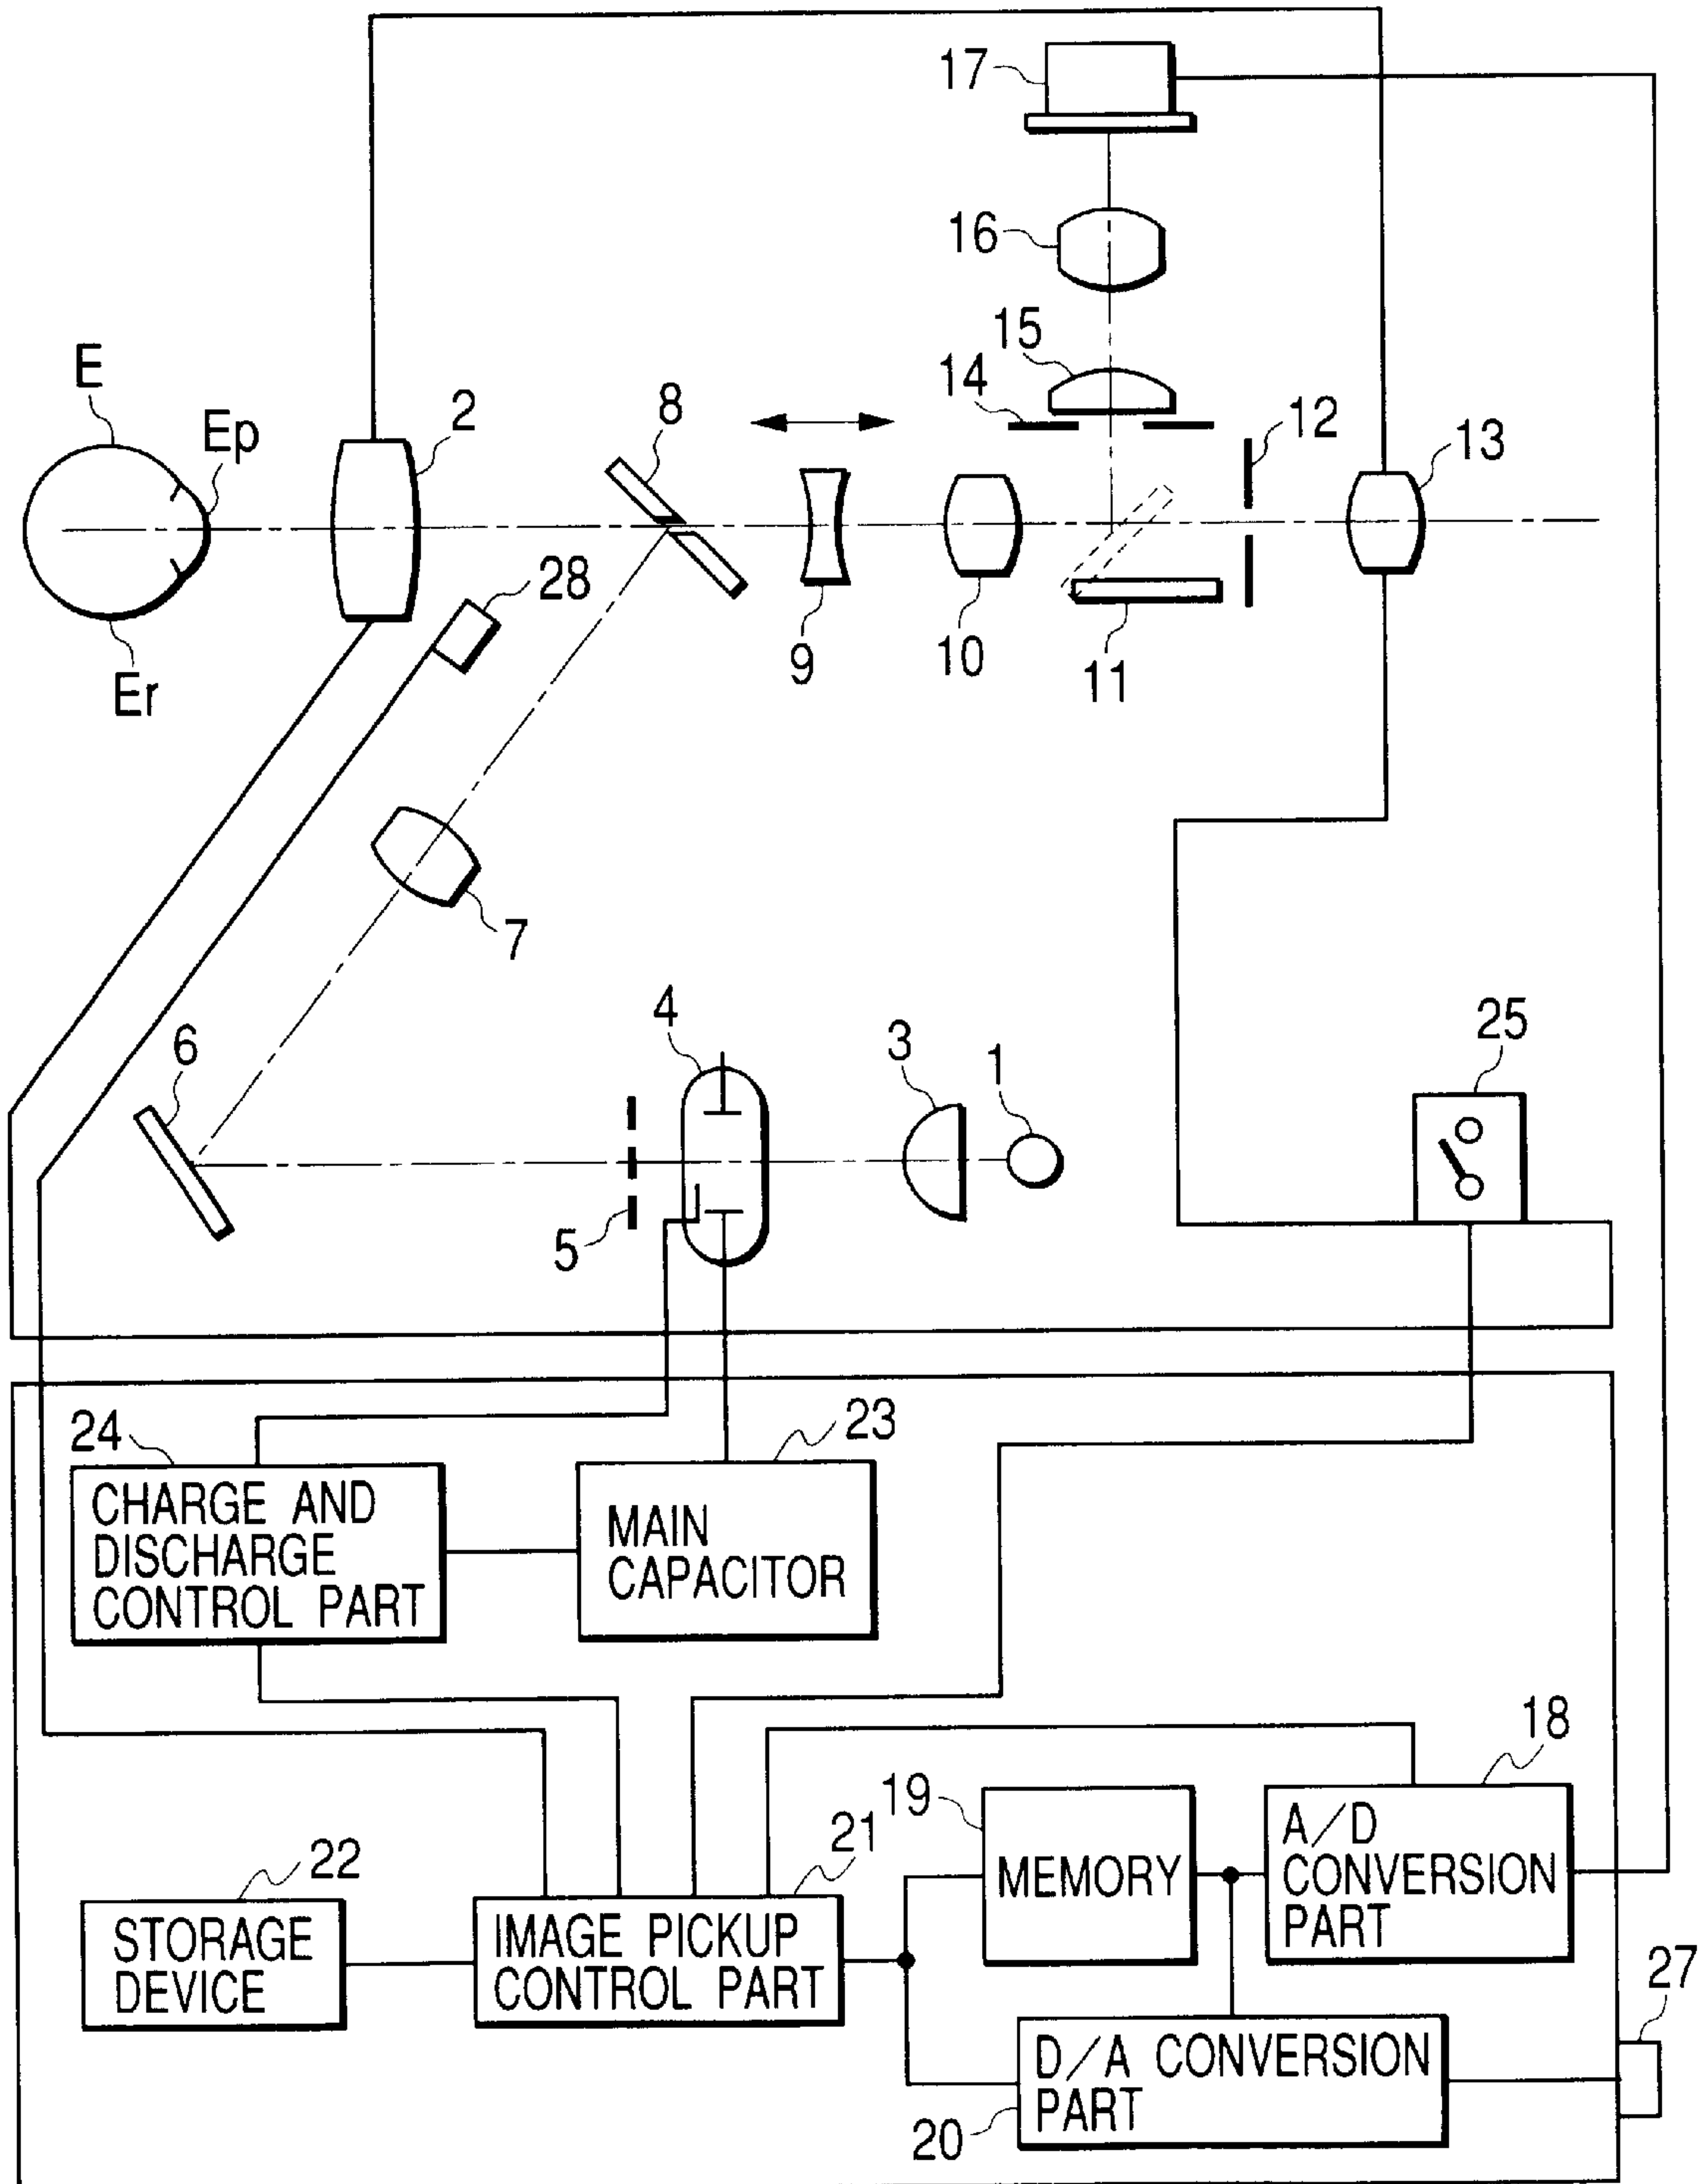 17
16
15
14
E
Ep
2
8
12
13
28
9
10
11
Er
7
4
3
1
25
6
5
24
23
CHARGE AND
DISCHARGE
CONTROL PART
MAIN
CAPACITOR
18
19
21
22
A/D
CONVERSION
PART
MEMORY
STORAGE
DEVICE
IMAGE PICKUP
CONTROL PART
27
D/A CONVERSION
PART
20